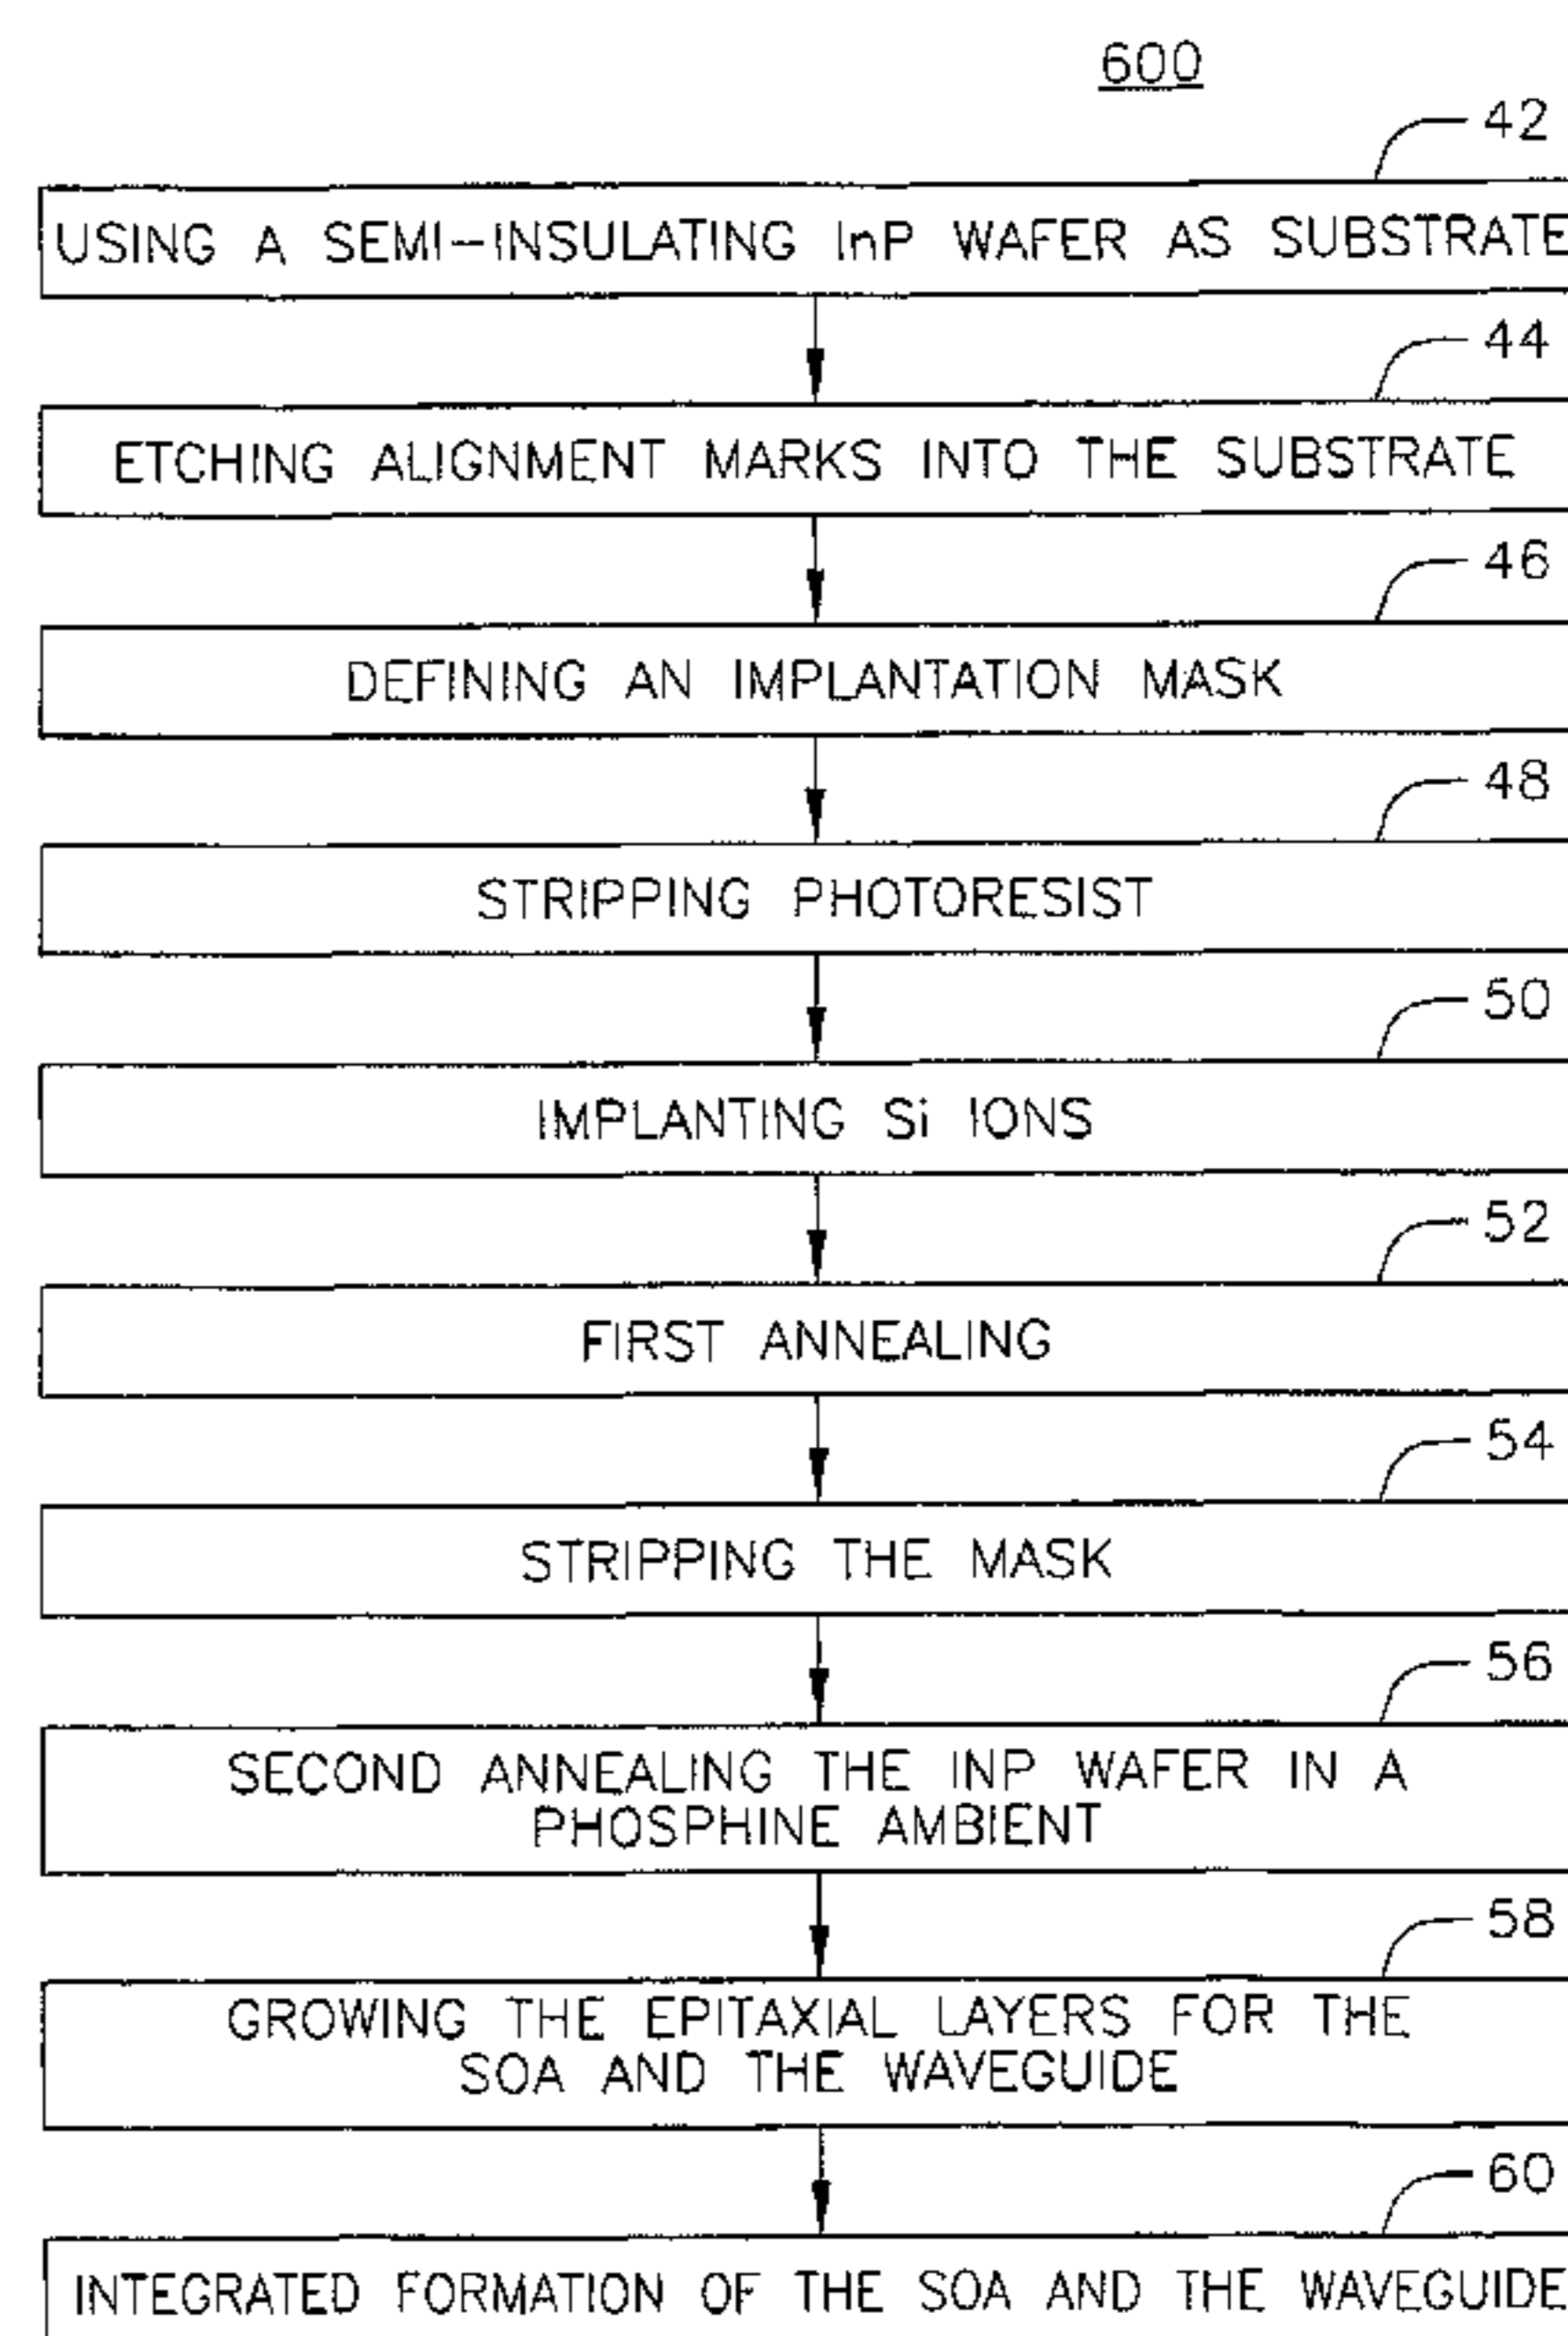 600
42
USING A SEMI-INSULATING InP WAFER AS SUBSTRATE
44
ETCHING ALIGNMENT MARKS INTO THE SUBSTRATE
46
DEFINING AN IMPLANTATION MASK
48
STRIPPING PHOTORESIST
50
IMPLANTING Si IONS
52
FIRST ANNEALING
54
STRIPPING THE MASK
56
SECOND ANNEALING THE INP WAFER IN A
PHOSPHINE AMBIENT
58
GROWING THE EPITAXIAL LAYERS FOR THE
SOA AND THE WAVEGUIDE
60
INTEGRATED FORMATION OF THE SOA AND THE WAVEGUIDE